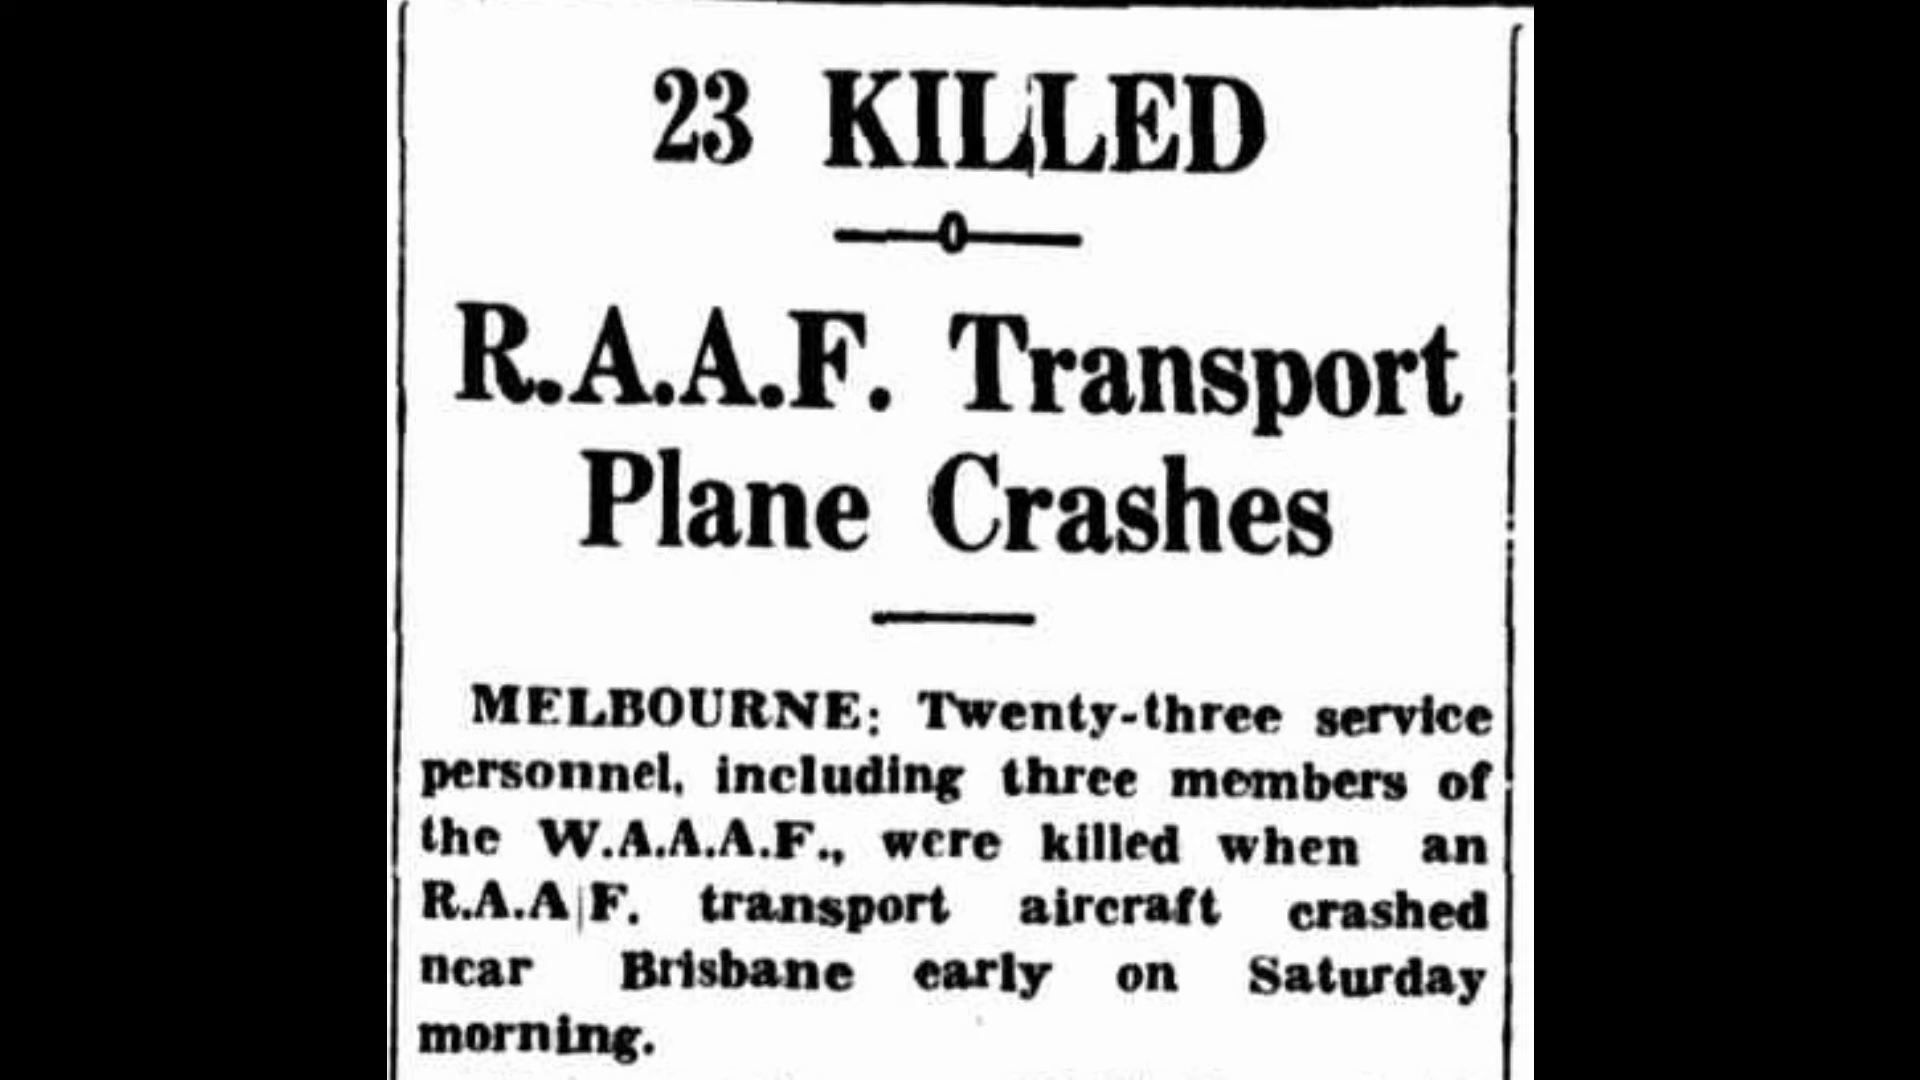 23 KILLED
R.A.A.F. Transport
Plane Crashes
MELBOURNE: Twenty-three service
personnel, including three members of
the W.A.A.A.F., were killed when an
R.A.A F. transport aircraft crashed
near Brisbane early on Saturday
morning.